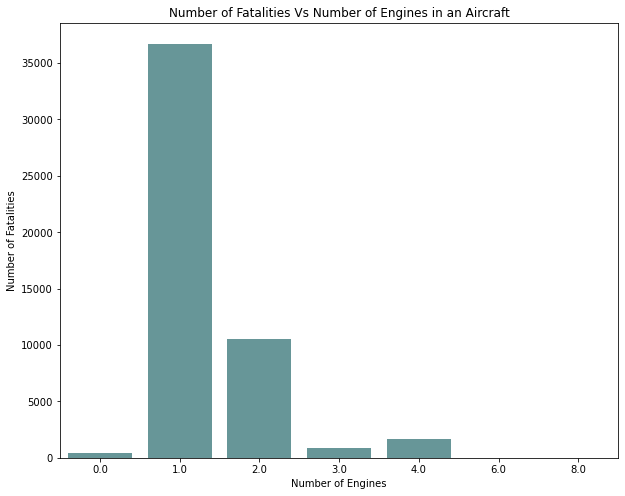 Number of Fatalities Vs Number of Engines in an Aircraft
35000
30000
25000
20000
15000
10000
5000
0
Number of Fatalities
0.0 1.0 2.0 3.0 4.0 6.0 8.0
Number of Engines